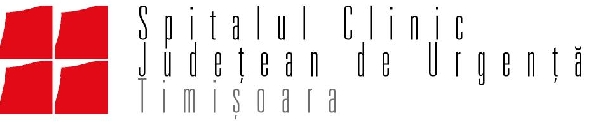 Spitalul Clinic
Județean de Urgență
Timișoara